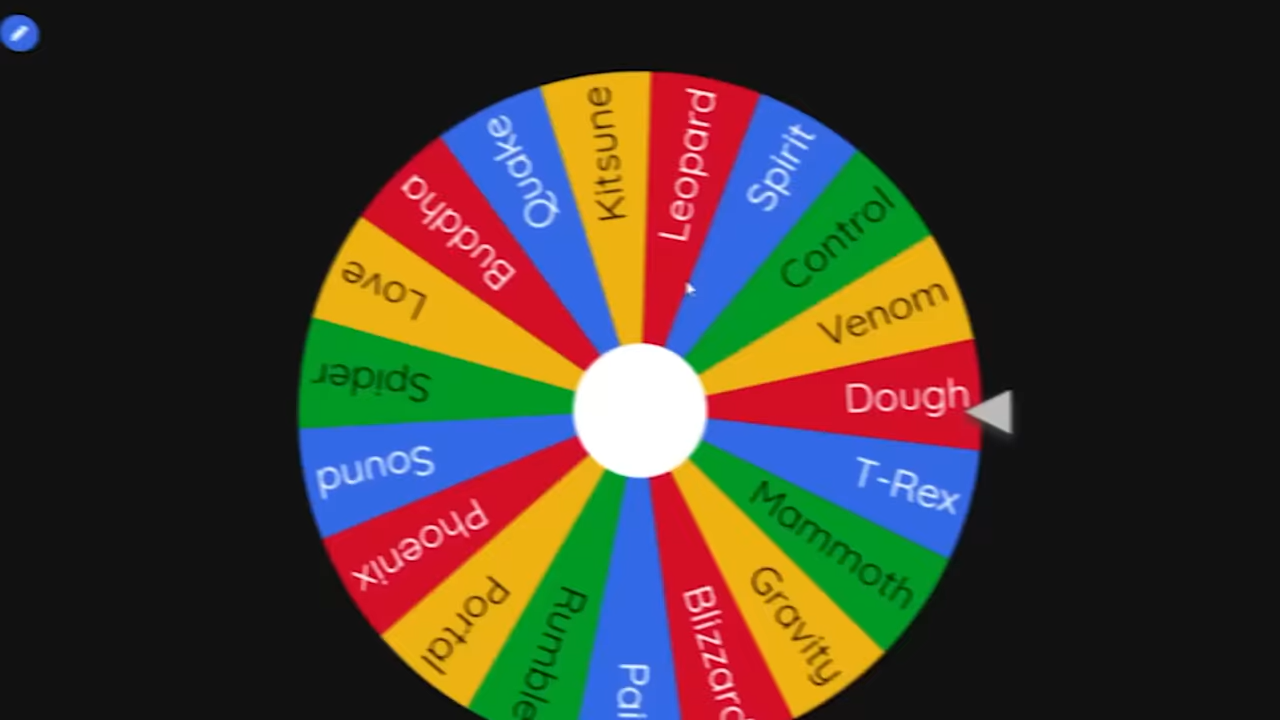 Kitsune
Leopard
Spirit
Control
Venom
Dough
T-Rex
Mammoth
Gravity
Blizzard
Rumble
Portal
Phoenix
Sound
Spider
Love
Buddha
Quake